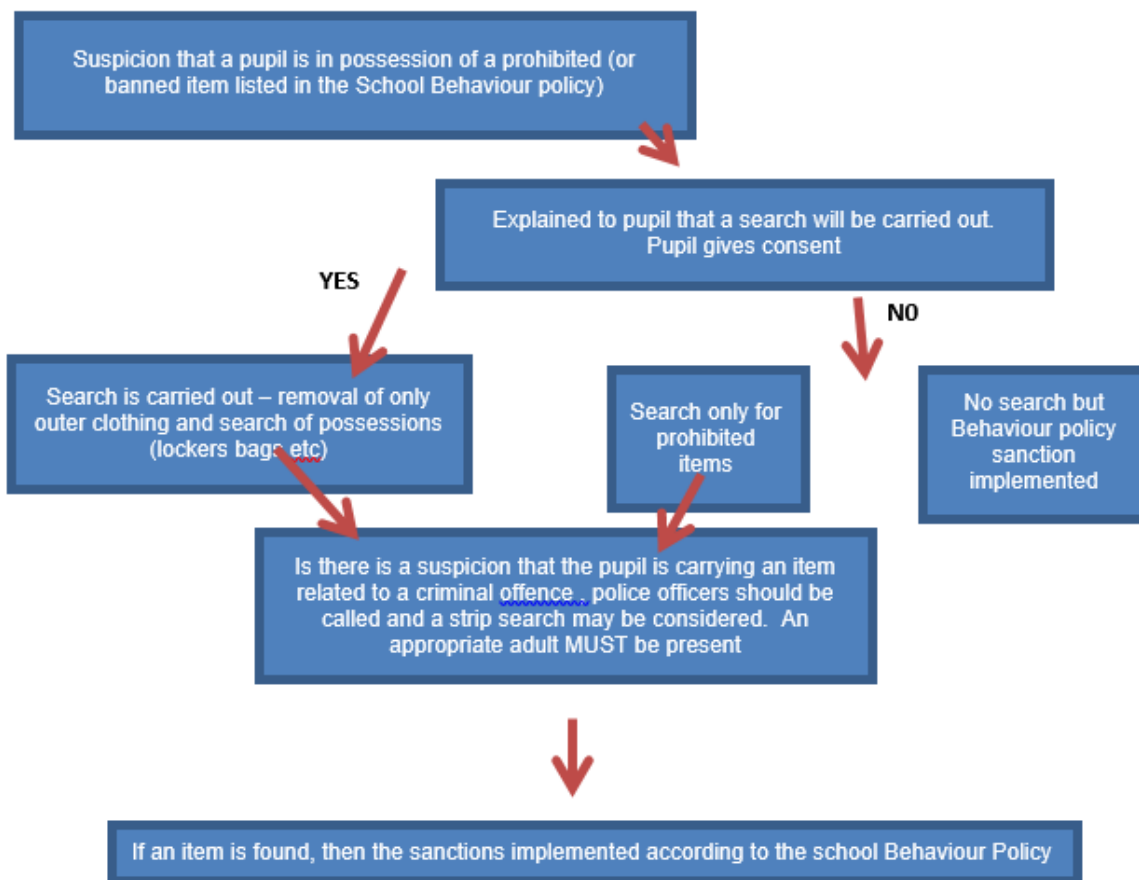 Suspicion that a pupil is in possession of a prohibited (or
banned item listed in the School Behaviour policy)
Explained to pupil that a search will be carried out.
Pupil gives consent
YES
NO
Search is carried out – removal of only
outer clothing and search of possessions
(lockers bags etc)
Search only for
prohibited
items
No search but
Behaviour policy
sanction
implemented
Is there is a suspicion that the pupil is carrying an item
related to a criminal offence , police officers should be
called and a strip search may be considered.  An
appropriate adult MUST be present
If an item is found, then the sanctions implemented according to the school Behaviour Policy